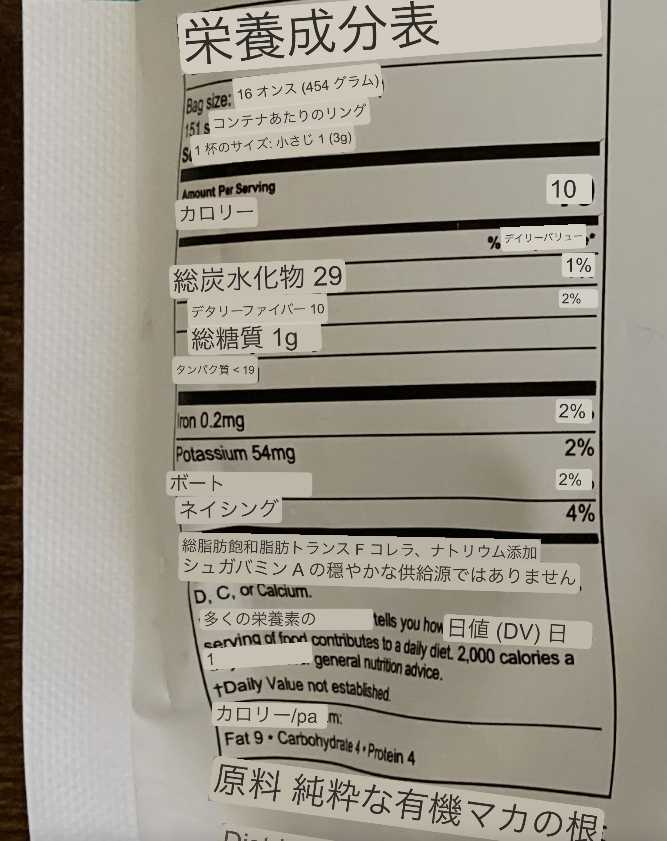 栄養成分表
Bag size: 16 オンス (454 グラム)
151 s コンテナあたりのリング
1 杯のサイズ: 小さじ 1 (3g)
Amount Per Serving
カロリー 10
% デイリーバリュー *
総炭水化物 29 1%
デタリーファイバー 10 2%
総糖質 1g
タンパク質 < 19
Iron 0.2mg 2%
Potassium 54mg 2%
ボート 2%
ネイシング 4%
総脂肪飽和脂肪トランス F コレラ、ナトリウム添加
シュガバミン A の穏やかな供給源ではありません
D, C, or Calcium.
多くの栄養素の tells you how 日値 (DV) 日
serving of food contributes to a daily diet. 2,000 calories a
1 general nutrition advice.
†Daily Value not established.
カロリー/pa m:
Fat 9 • Carbohydrate 4 • Protein 4
原料 純粋な有機マカの根